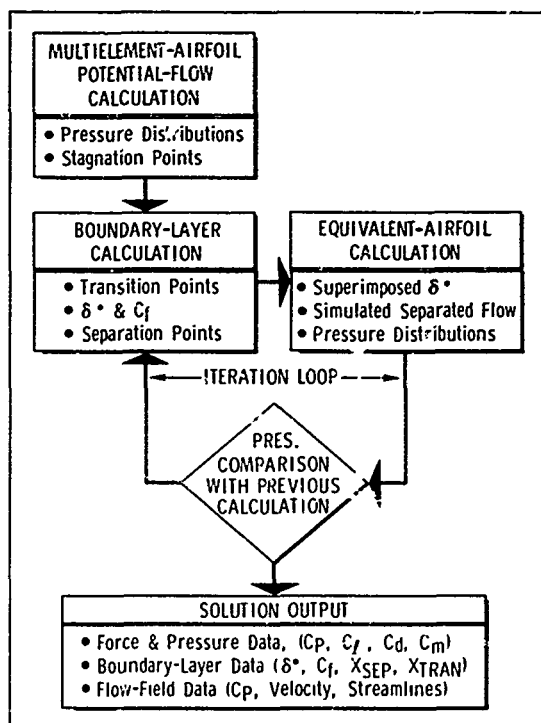 MULTIELEMENT-AIRFOIL
POTENTIAL-FLOW
CALCULATION
• Pressure Distributions
• Stagnation Points
BOUNDARY-LAYER
CALCULATION
• Transition Points
• δ* & Cf
• Separation Points
EQUIVALENT-AIRFOIL
CALCULATION
• Superimposed δ*
• Simulated Separated Flow
• Pressure Distributions
ITERATION LOOP
PRES.
COMPARISON
WITH PREVIOUS
CALCULATION
SOLUTION OUTPUT
• Force & Pressure Data, (CP, Cℓ, Cd, Cm)
• Boundary-Layer Data (δ*, Cf, XSEP, XTRAN)
• Flow-Field Data (CP, Velocity, Streamlines)